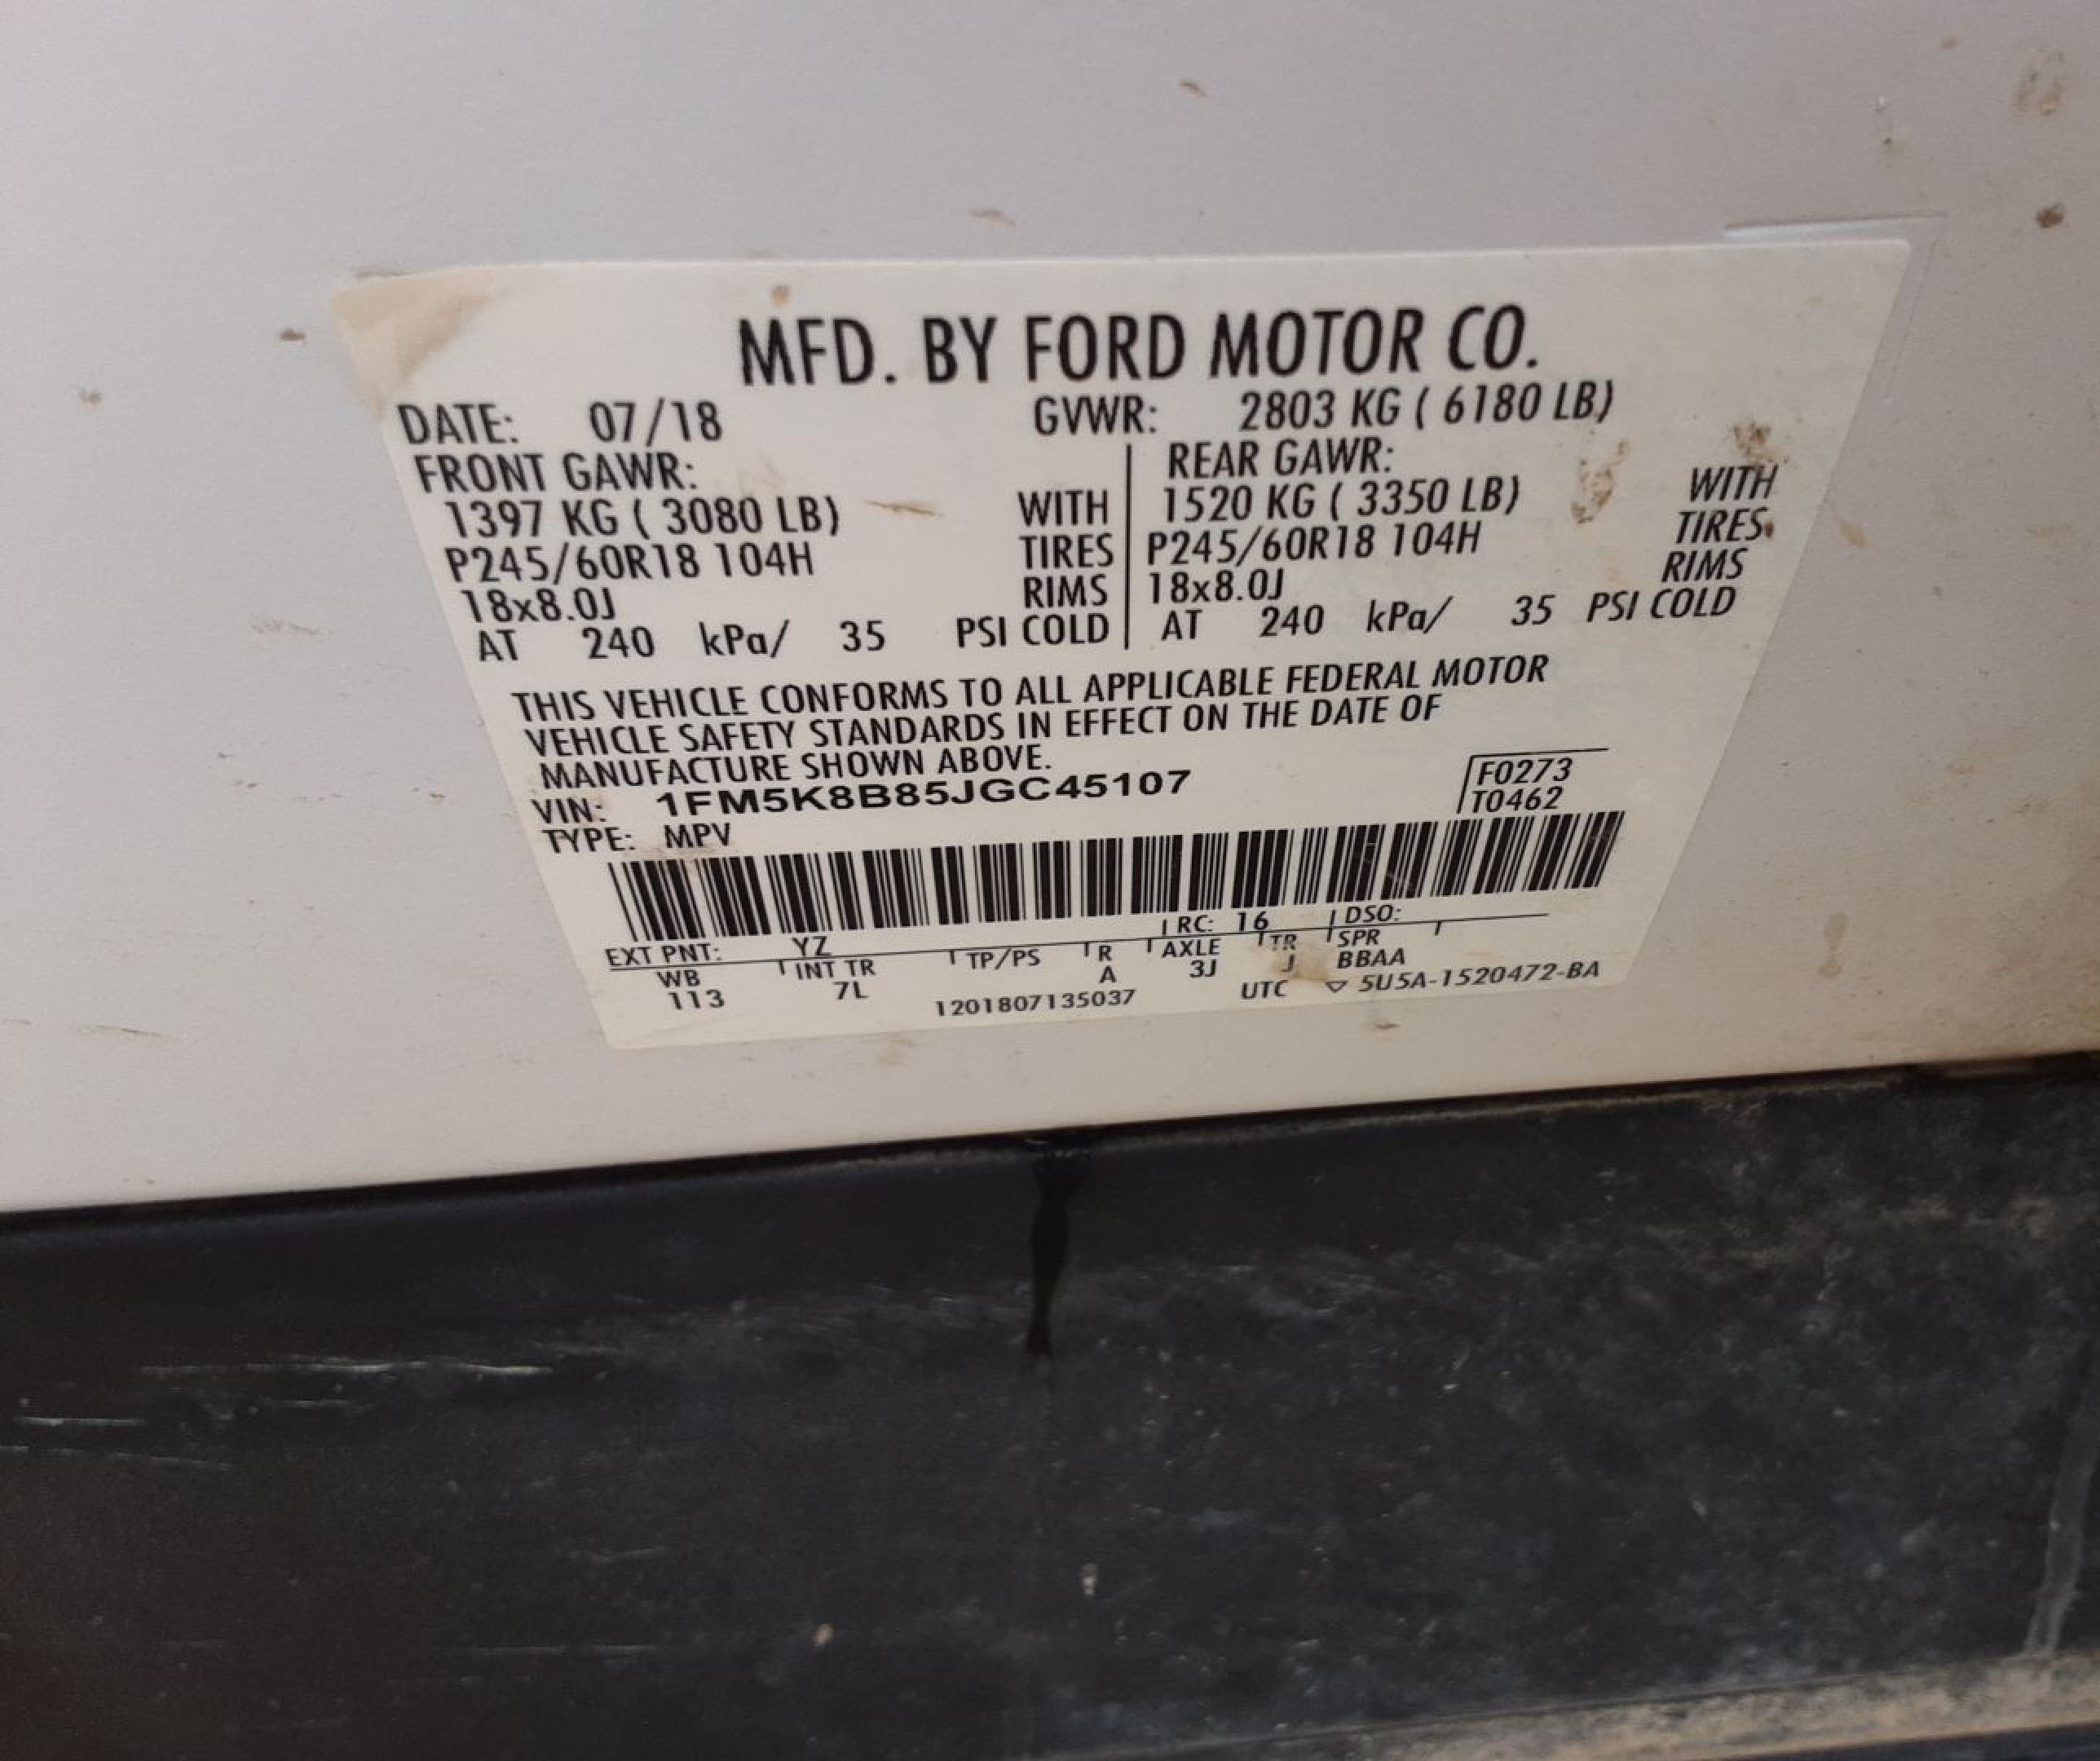 MFD. BY FORD MOTOR CO.
DATE: 07/18 GVWR: 2803 KG ( 6180 LB)
FRONT GAWR: REAR GAWR:
1397 KG ( 3080 LB) WITH 1520 KG ( 3350 LB) WITH
P245/60R18 104H TIRES P245/60R18 104H TIRES
18x8.0J RIMS 18x8.0J RIMS
AT 240 kPa/ 35 PSI COLD AT 240 kPa/ 35 PSI COLD
THIS VEHICLE CONFORMS TO ALL APPLICABLE FEDERAL MOTOR
VEHICLE SAFETY STANDARDS IN EFFECT ON THE DATE OF
MANUFACTURE SHOWN ABOVE.
VIN: 1FM5K8B85JGC45107 F0273
TYPE: MPV T0462
EXT PNT: YZ RC: 16 DSO:
WB INT TR TP/PS R AXLE TR SPR
113 7L A 3J J BBAA
1201807135037 UTC ▽ 5U5A-1520472-BA